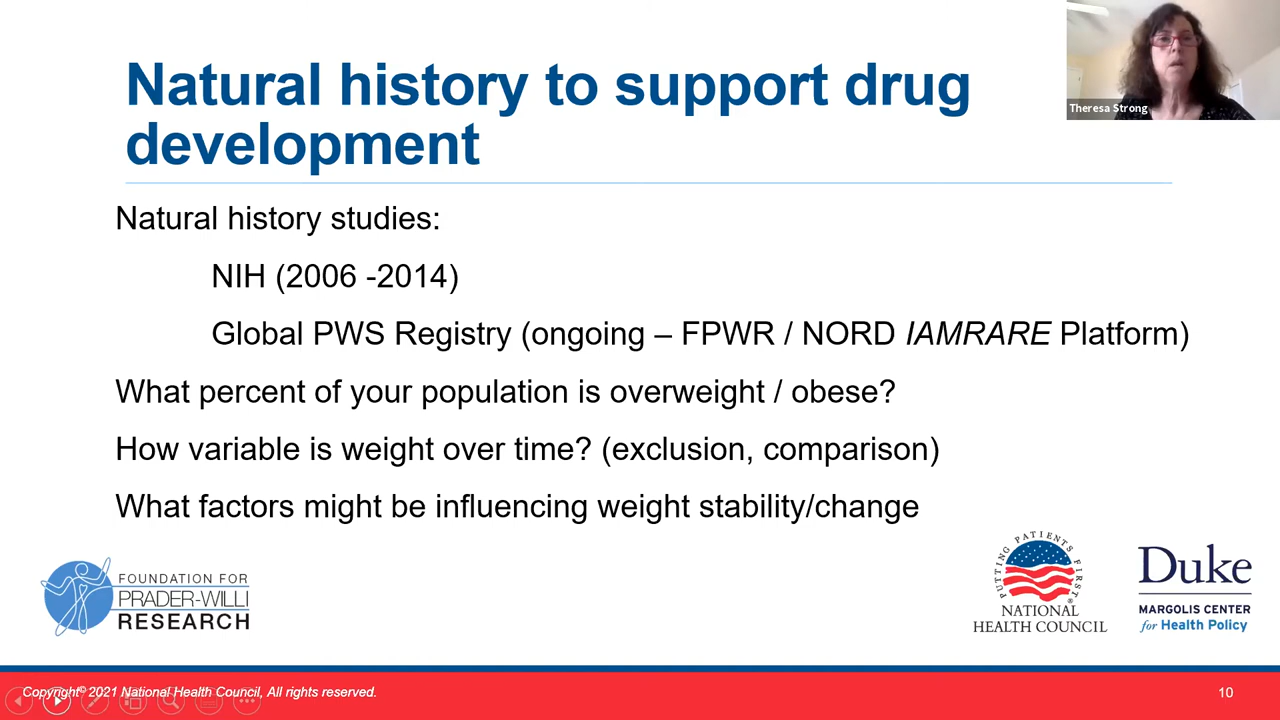 Natural history to support drug
development
Theresa Strong
Natural history studies:
NIH (2006 -2014)
Global PWS Registry (ongoing – FPWR / NORD IAMRARE Platform)
What percent of your population is overweight / obese?
How variable is weight over time? (exclusion, comparison)
What factors might be influencing weight stability/change
FOUNDATION FOR
PRADER-WILLI
RESEARCH
PUTTING PATIENTS FIRST®
NATIONAL
HEALTH COUNCIL
Duke
MARGOLIS CENTER
for Health Policy
Copyright© 2021 National Health Council, All rights reserved.
10